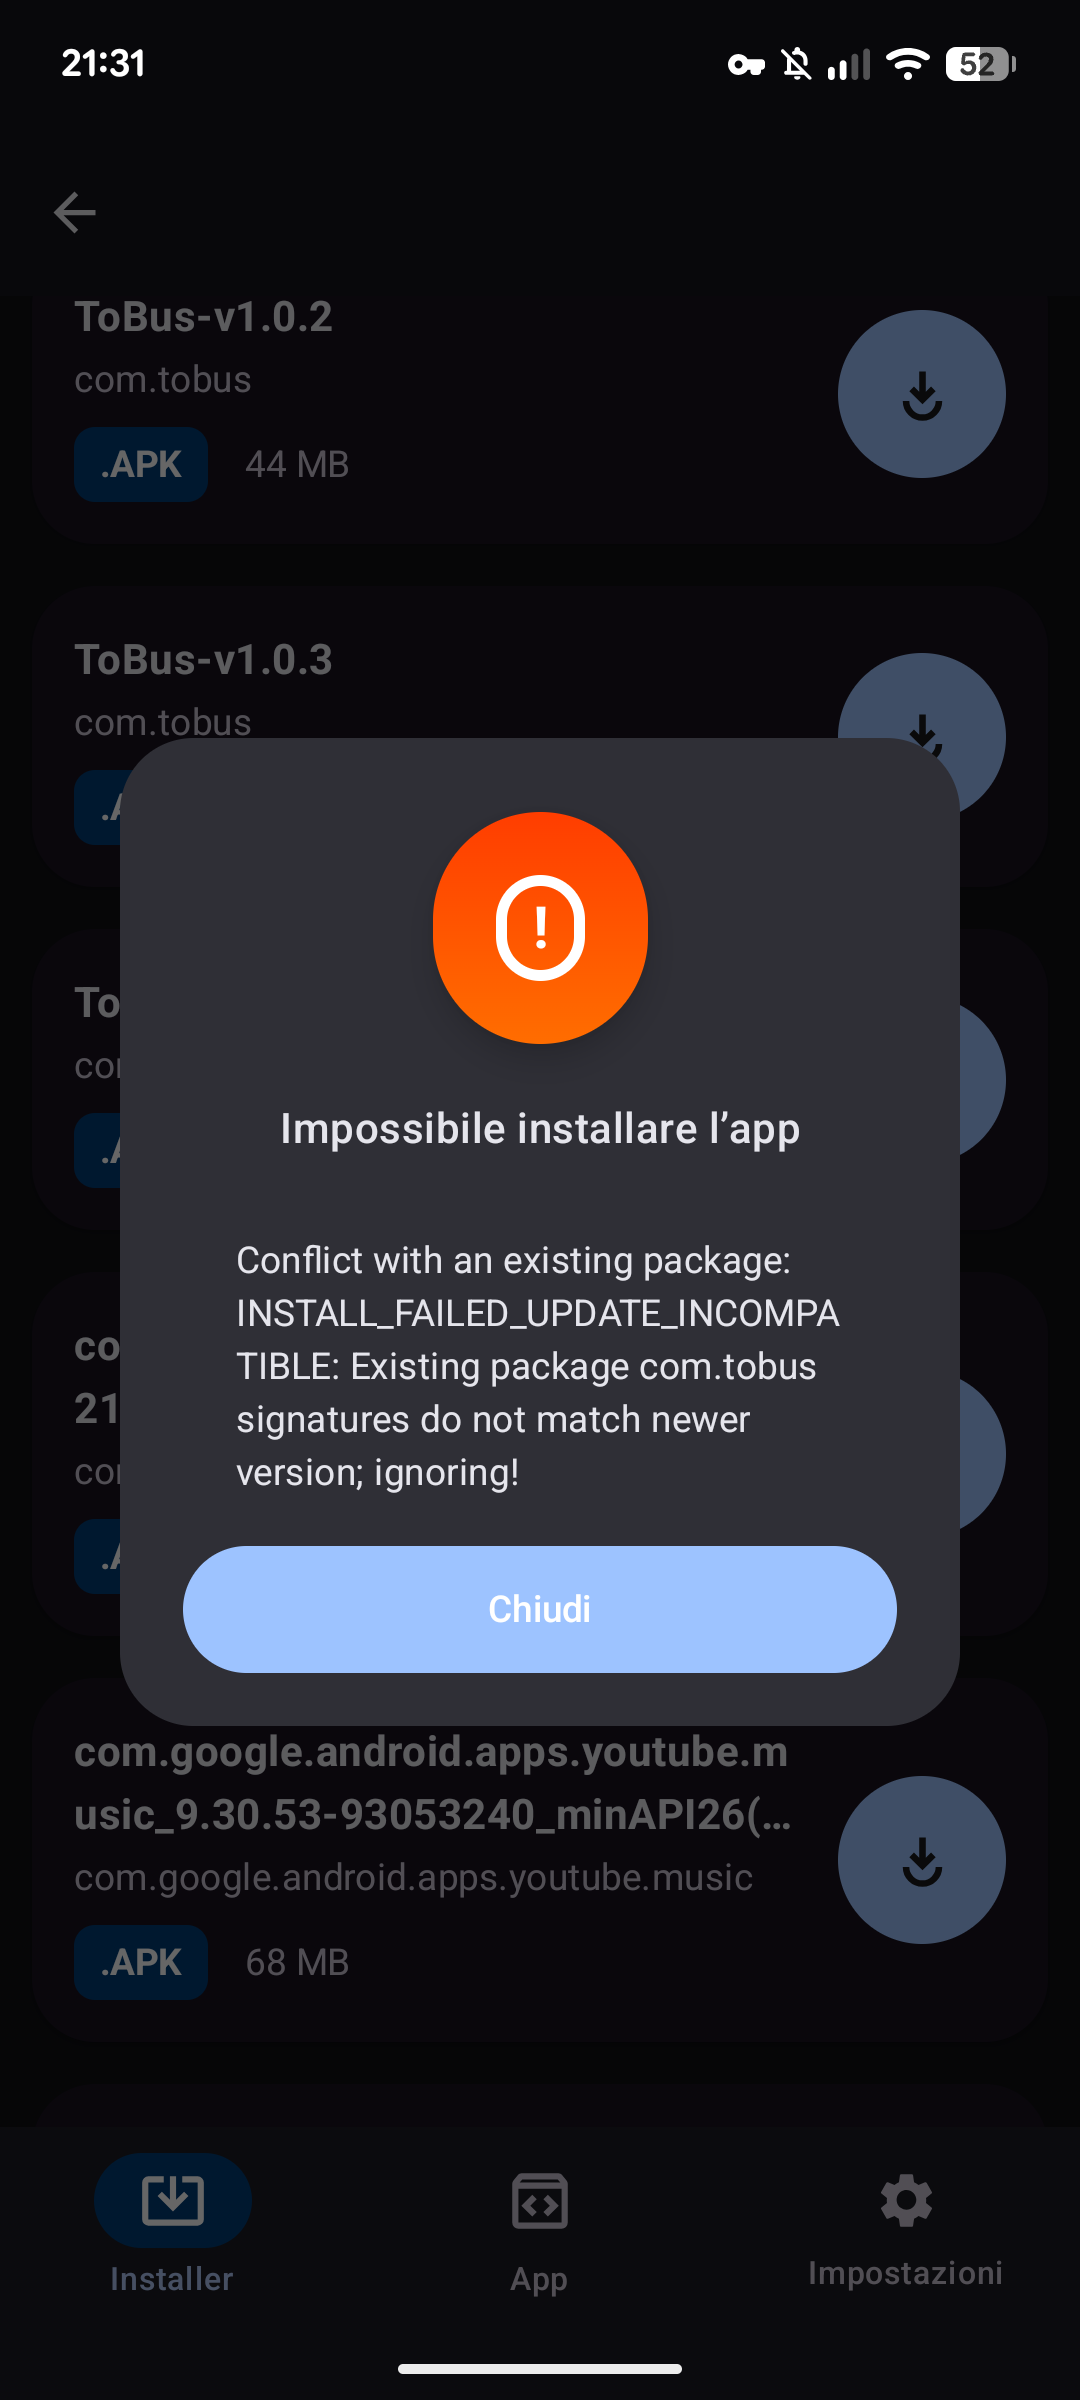 21:31
52
ToBus-v1.0.2
com.tobus
.APK 44 MB
ToBus-v1.0.3
com.tobus
Impossibile installare l’app
Conflict with an existing package:
INSTALL_FAILED_UPDATE_INCOMPA
TIBLE: Existing package com.tobus
signatures do not match newer
version; ignoring!
Chiudi
com.google.android.apps.youtube.m
usic_9.30.53-93053240_minAPI26(…
com.google.android.apps.youtube.music
.APK 68 MB
Installer
App
Impostazioni